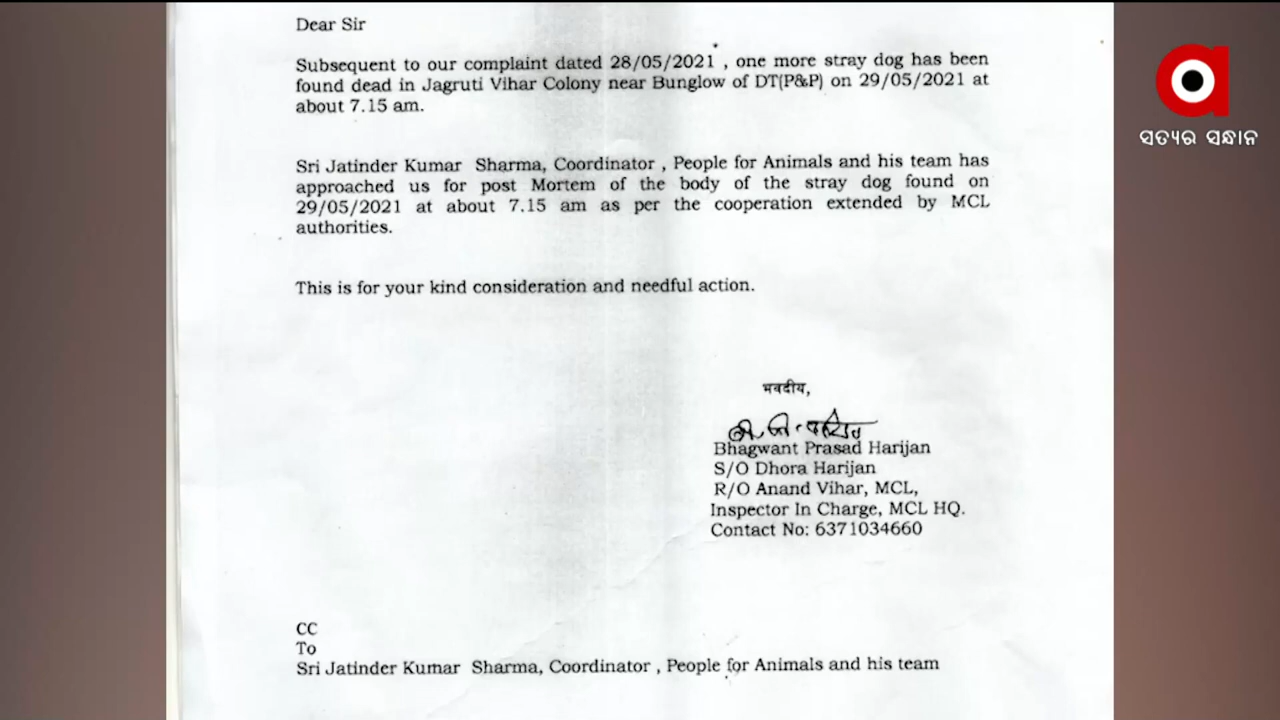 Dear Sir
Subsequent to our complaint dated 28/05/2021 , one more stray dog has been
found dead in Jagruti Vihar Colony near Bunglow of DT(P&P) on 29/05/2021 at
about 7.15 am.
Sri Jatinder Kumar Sharma, Coordinator , People for Animals and his team has
approached us for post Mortem of the body of the stray dog found on
29/05/2021 at about 7.15 am as per the cooperation extended by MCL
authorities.
This is for your kind consideration and needful action.
भवदीय,
Bhagwant Prasad Harijan
S/O Dhora Harijan
R/O Anand Vihar, MCL,
Inspector In Charge, MCL HQ.
Contact No: 6371034660
CC
To
Sri Jatinder Kumar Sharma, Coordinator , People for Animals and his team
a
ସତ୍ୟର ସନ୍ଧାନ